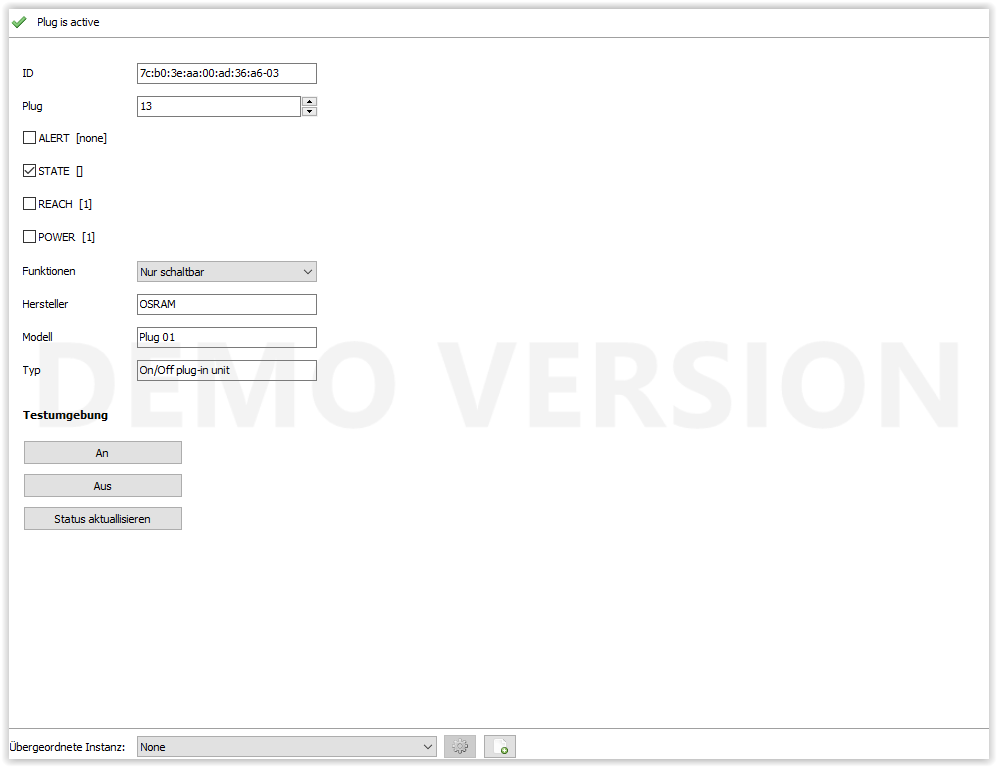 Plug is active
ID 7c:b0:3e:aa:00:ad:36:a6-03
Plug 13
ALERT [none]
STATE []
REACH [1]
POWER [1]
Funktionen Nur schaltbar
Hersteller OSRAM
Modell Plug 01
DEMO VERSION
Typ On/Off plug-in unit
Testumgebung
An
Aus
Status aktuallisieren
Übergeordnete Instanz: None